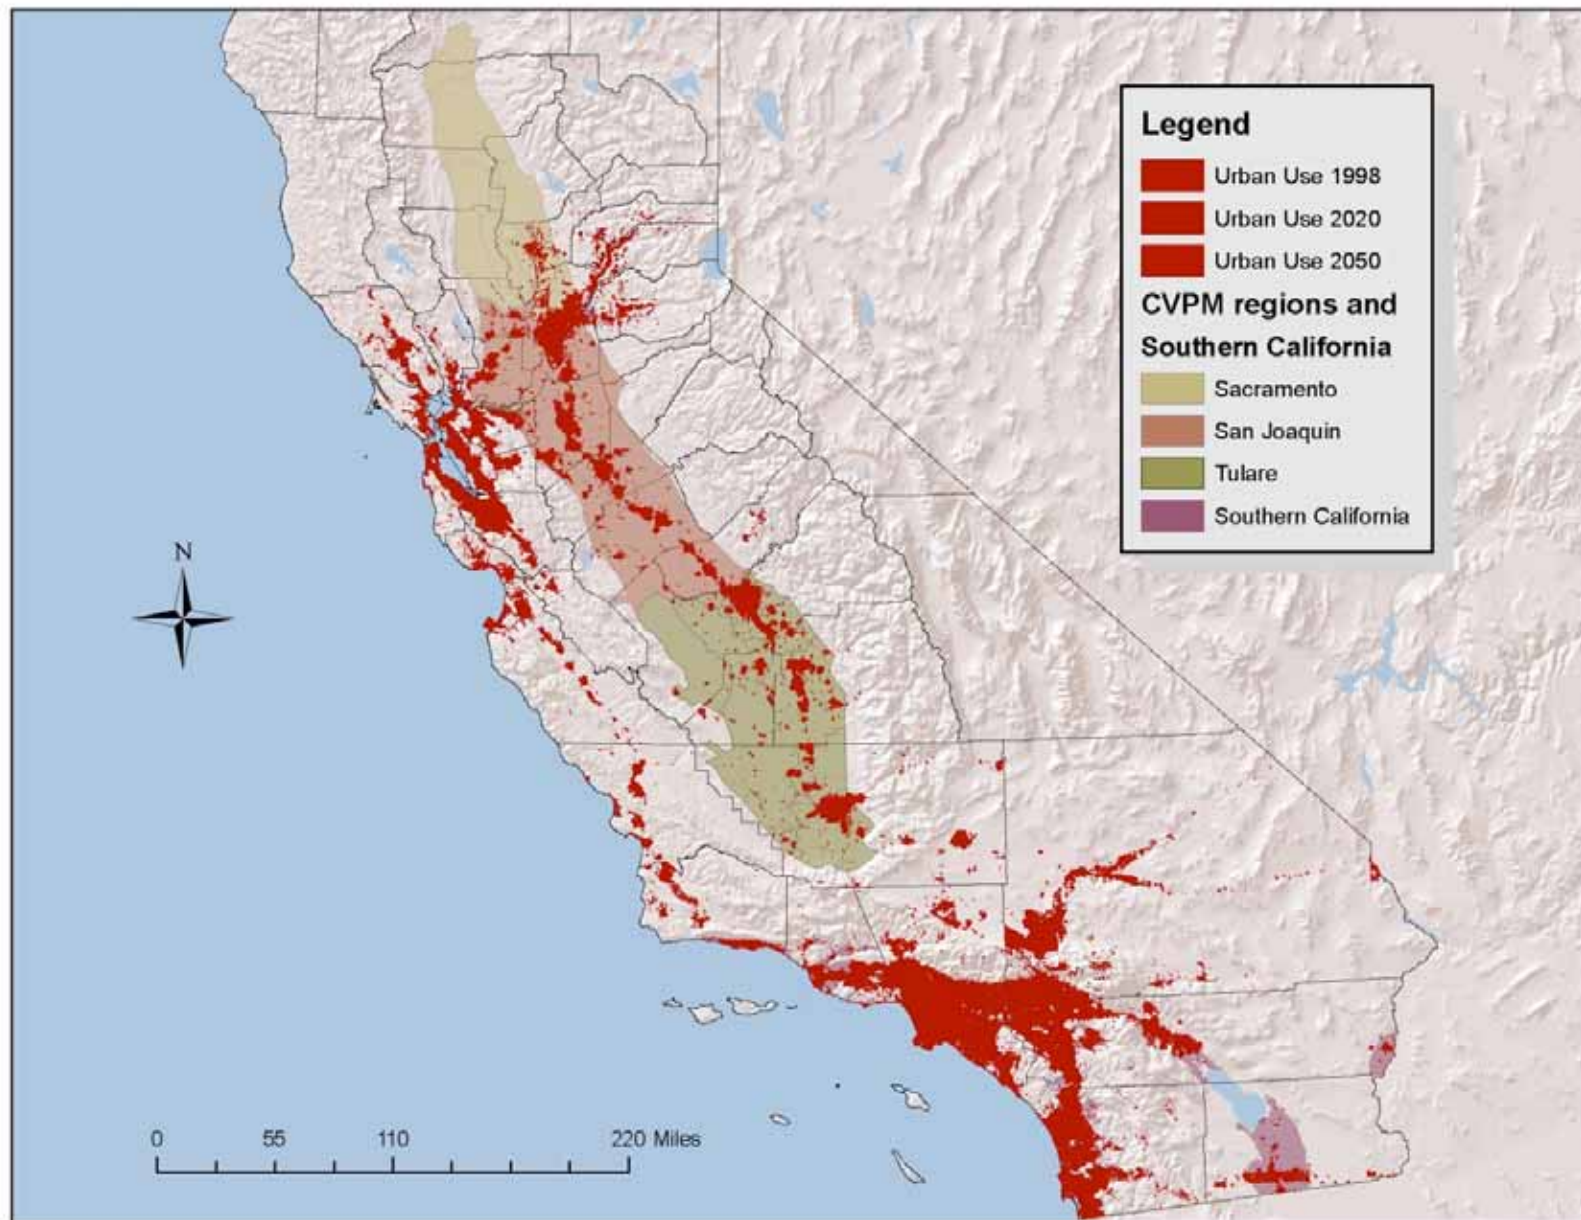 Legend
Urban Use 1998
Urban Use 2020
Urban Use 2050
CVPM regions and
Southern California
Sacramento
San Joaquin
Tulare
Southern California
N
0 55 110 220 Miles